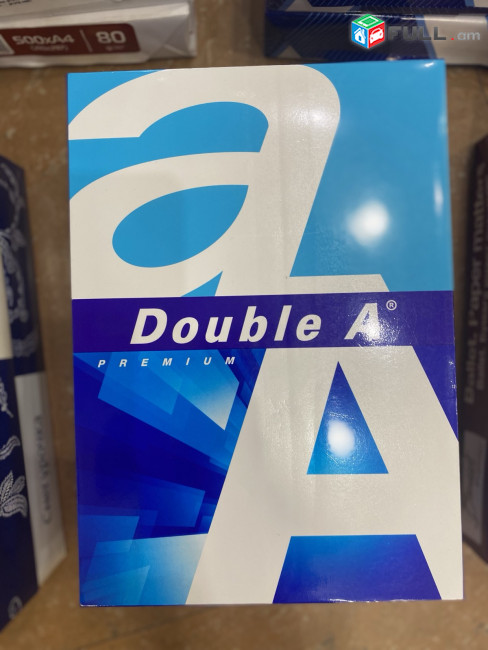 500xA4
80
FULL.am
a
Double A®
PREMIUM
A